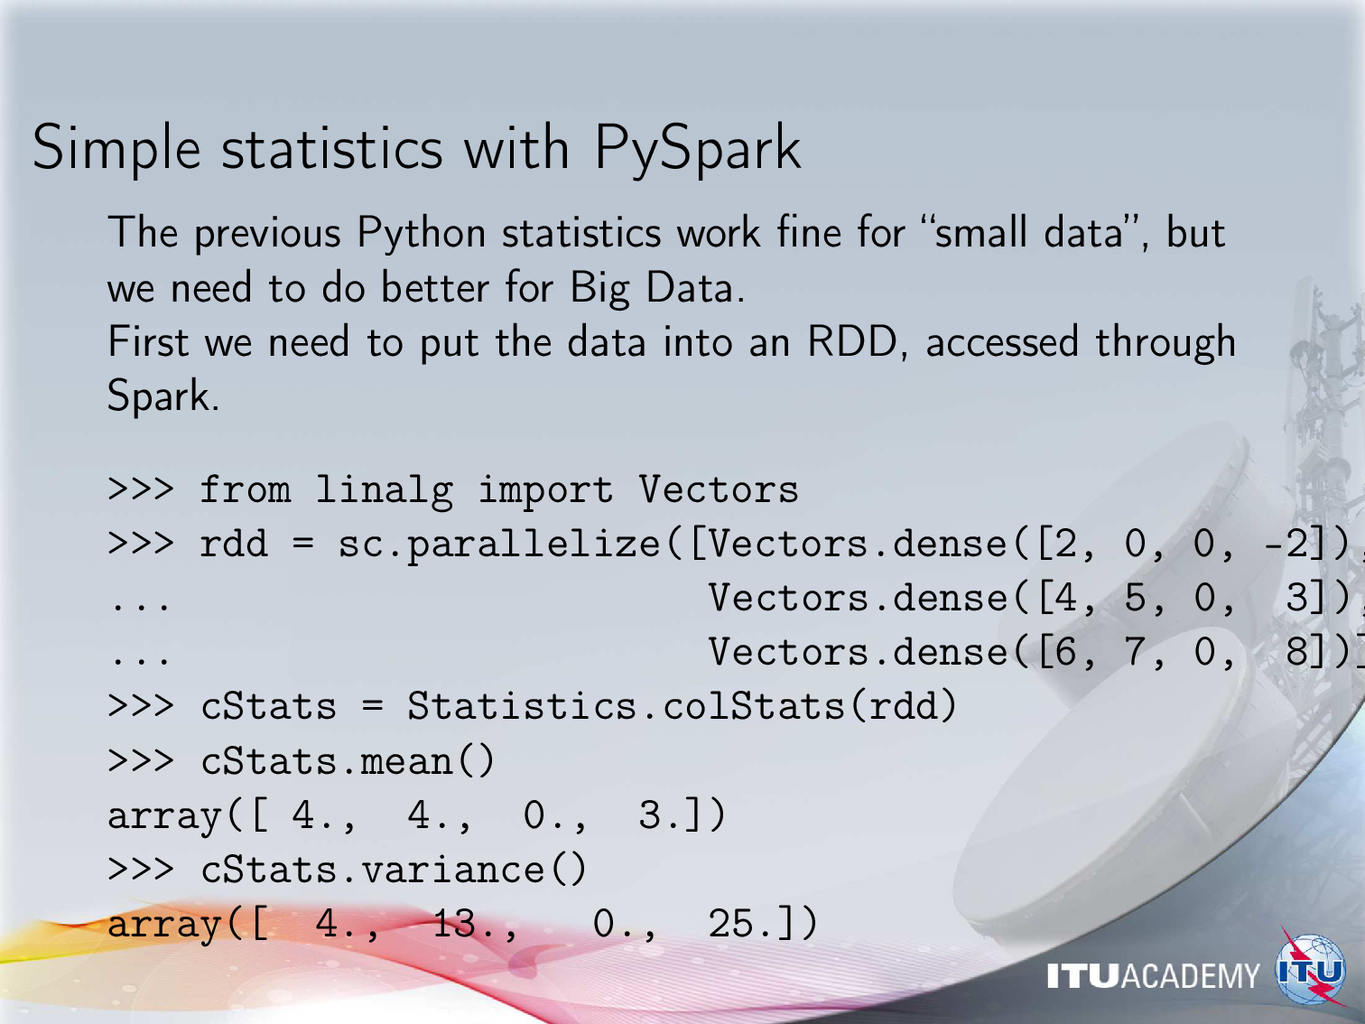 Simple statistics with PySpark
The previous Python statistics work fine for “small data”, but
we need to do better for Big Data.
First we need to put the data into an RDD, accessed through
Spark.
>>> from linalg import Vectors
>>> rdd = sc.parallelize([Vectors.dense([2, 0, 0, -2]),
...                       Vectors.dense([4, 5, 0,  3]),
...                       Vectors.dense([6, 7, 0,  8])]
>>> cStats = Statistics.colStats(rdd)
>>> cStats.mean()
array([ 4.,  4.,  0.,  3.])
>>> cStats.variance()
array([  4.,  13.,   0.,  25.])
ITUACADEMY
ITU